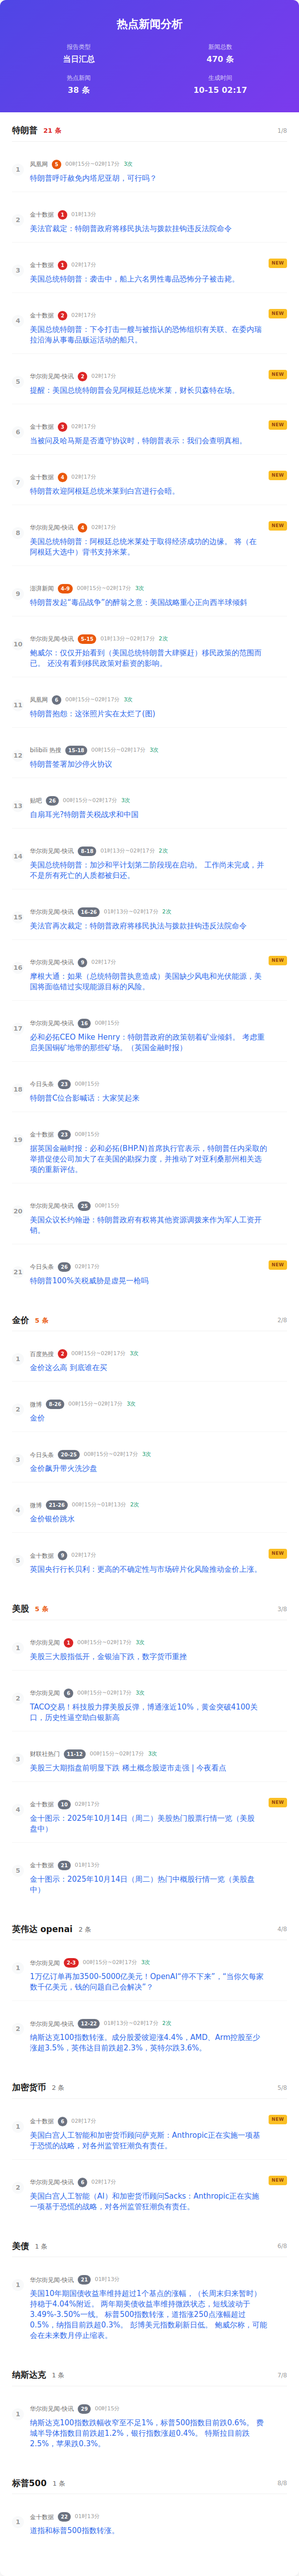 热点新闻分析
报告类型
新闻总数
当日汇总
470 条
热点新闻
生成时间
38 条
10-15 02:17
特朗普 21 条 1/8
1
凤凰网 5 00时15分~02时17分 3次
特朗普呼吁赦免内塔尼亚胡，可行吗？
2
金十数据 1 01时13分
美法官裁定：特朗普政府将移民执法与拨款挂钩违反法院命令
NEW
3
金十数据 1 02时17分
美国总统特朗普：袭击中，船上六名男性毒品恐怖分子被击毙。
NEW
4
金十数据 2 02时17分
美国总统特朗普：下令打击一艘与被指认的恐怖组织有关联、在委内瑞
拉沿海从事毒品贩运活动的船只。
NEW
5
华尔街见闻-快讯 2 02时17分
提醒：美国总统特朗普会见阿根廷总统米莱，财长贝森特在场。
NEW
6
金十数据 3 02时17分
当被问及哈马斯是否遵守协议时，特朗普表示：我们会查明真相。
NEW
7
金十数据 4 02时17分
特朗普欢迎阿根廷总统米莱到白宫进行会晤。
NEW
8
华尔街见闻-快讯 4 02时17分
美国总统特朗普：阿根廷总统米莱处于取得经济成功的边缘。 将（在
阿根廷大选中）背书支持米莱。
9
澎湃新闻 4-9 00时15分~02时17分 3次
特朗普发起“毒品战争”的醉翁之意：美国战略重心正向西半球倾斜
10
华尔街见闻-快讯 5-15 01时13分~02时17分 2次
鲍威尔：仅仅开始看到（美国总统特朗普大肆驱赶）移民政策的范围而
已。 还没有看到移民政策对薪资的影响。
11
凤凰网 6 00时15分~02时17分 3次
特朗普抱怨：这张照片实在太烂了(图)
12
bilibili 热搜 15-18 00时15分~02时17分 3次
特朗普签署加沙停火协议
13
贴吧 26 00时15分~02时17分 3次
自扇耳光?特朗普关税战求和中国
14
华尔街见闻-快讯 8-18 01时13分~02时17分 2次
美国总统特朗普：加沙和平计划第二阶段现在启动。 工作尚未完成，并
不是所有死亡的人质都被归还。
15
华尔街见闻-快讯 16-26 01时13分~02时17分 2次
美法官再次裁定：特朗普政府将移民执法与拨款挂钩违反法院命令
NEW
16
华尔街见闻-快讯 9 02时17分
摩根大通：如果（总统特朗普执意造成）美国缺少风电和光伏能源，美
国将面临错过实现能源目标的风险。
17
华尔街见闻-快讯 16 00时15分
必和必拓CEO Mike Henry：特朗普政府的政策朝着矿业倾斜。 考虑重
启美国铜矿地带的那些矿场。（英国金融时报）
18
今日头条 23 00时15分
特朗普C位合影喊话：大家笑起来
19
金十数据 23 00时15分
据英国金融时报：必和必拓(BHP.N)首席执行官表示，特朗普任内采取的
举措促使公司加大了在美国的勘探力度，并推动了对亚利桑那州相关选
项的重新评估。
20
华尔街见闻-快讯 25 00时15分
美国众议长约翰逊：特朗普政府有权将其他资源调拨来作为军人工资开
销。
NEW
21
今日头条 26 02时17分
特朗普100%关税威胁是虚晃一枪吗
金价 5 条 2/8
1
百度热搜 2 00时15分~02时17分 3次
金价这么高 到底谁在买
2
微博 8-26 00时15分~02时17分 3次
金价
3
今日头条 20-25 00时15分~02时17分 3次
金价飙升带火洗沙盘
4
微博 21-26 00时15分~01时13分 2次
金价银价跳水
NEW
5
金十数据 9 02时17分
英国央行行长贝利：更高的不确定性与市场碎片化风险推动金价上涨。
美股 5 条 3/8
1
华尔街见闻 1 00时15分~02时17分 3次
美股三大股指低开，金银油下跌，数字货币重挫
2
华尔街见闻 6 00时15分~02时17分 3次
TACO交易！科技股力撑美股反弹，博通涨近10%，黄金突破4100关
口，历史性逼空助白银新高
3
财联社热门 11-12 00时15分~02时17分 3次
美股三大期指盘前明显下跌 稀土概念股逆市走强 | 今夜看点
NEW
4
金十数据 10 02时17分
金十图示：2025年10月14日（周二）美股热门股票行情一览（美股
盘中）
5
金十数据 21 01时13分
金十图示：2025年10月14日（周二）热门中概股行情一览（美股盘
中）
英伟达 openai 2 条 4/8
1
华尔街见闻 2-3 00时15分~02时17分 3次
1万亿订单再加3500-5000亿美元！OpenAI“停不下来”，“当你欠每家
数千亿美元，钱的问题自己会解决”？
2
华尔街见闻-快讯 12-22 01时13分~02时17分 2次
纳斯达克100指数转涨。成分股爱彼迎涨4.4%，AMD、Arm控股至少
涨超3.5%，英伟达目前跌超2.3%，英特尔跌3.6%。
加密货币 2 条 5/8
NEW
1
金十数据 6 02时17分
美国白宫人工智能和加密货币顾问萨克斯：Anthropic正在实施一项基
于恐慌的战略，对各州监管狂潮负有责任。
NEW
2
华尔街见闻-快讯 6 02时17分
美国白宫人工智能（AI）和加密货币顾问Sacks：Anthropic正在实施
一项基于恐慌的战略，对各州监管狂潮负有责任。
美债 1 条 6/8
1
华尔街见闻-快讯 21 01时13分
美国10年期国债收益率维持超过1个基点的涨幅，（长周末归来暂时）
持稳于4.04%附近。 两年期美债收益率维持微跌状态，短线波动于
3.49%-3.50%一线。 标普500指数转涨，道指涨250点涨幅超过
0.5%，纳指目前跌超0.3%。 彭博美元指数刷新日低。 鲍威尔称，可能
会在未来数月停止缩表。
纳斯达克 1 条 7/8
1
华尔街见闻-快讯 29 00时15分
纳斯达克100指数跌幅收窄至不足1%，标普500指数目前跌0.6%。 费
城半导体指数目前跌超1.2%，银行指数涨超0.4%。 特斯拉目前跌
2.5%，苹果跌0.3%。
标普500 1 条 8/8
1
金十数据 22 01时13分
道指和标普500指数转涨。